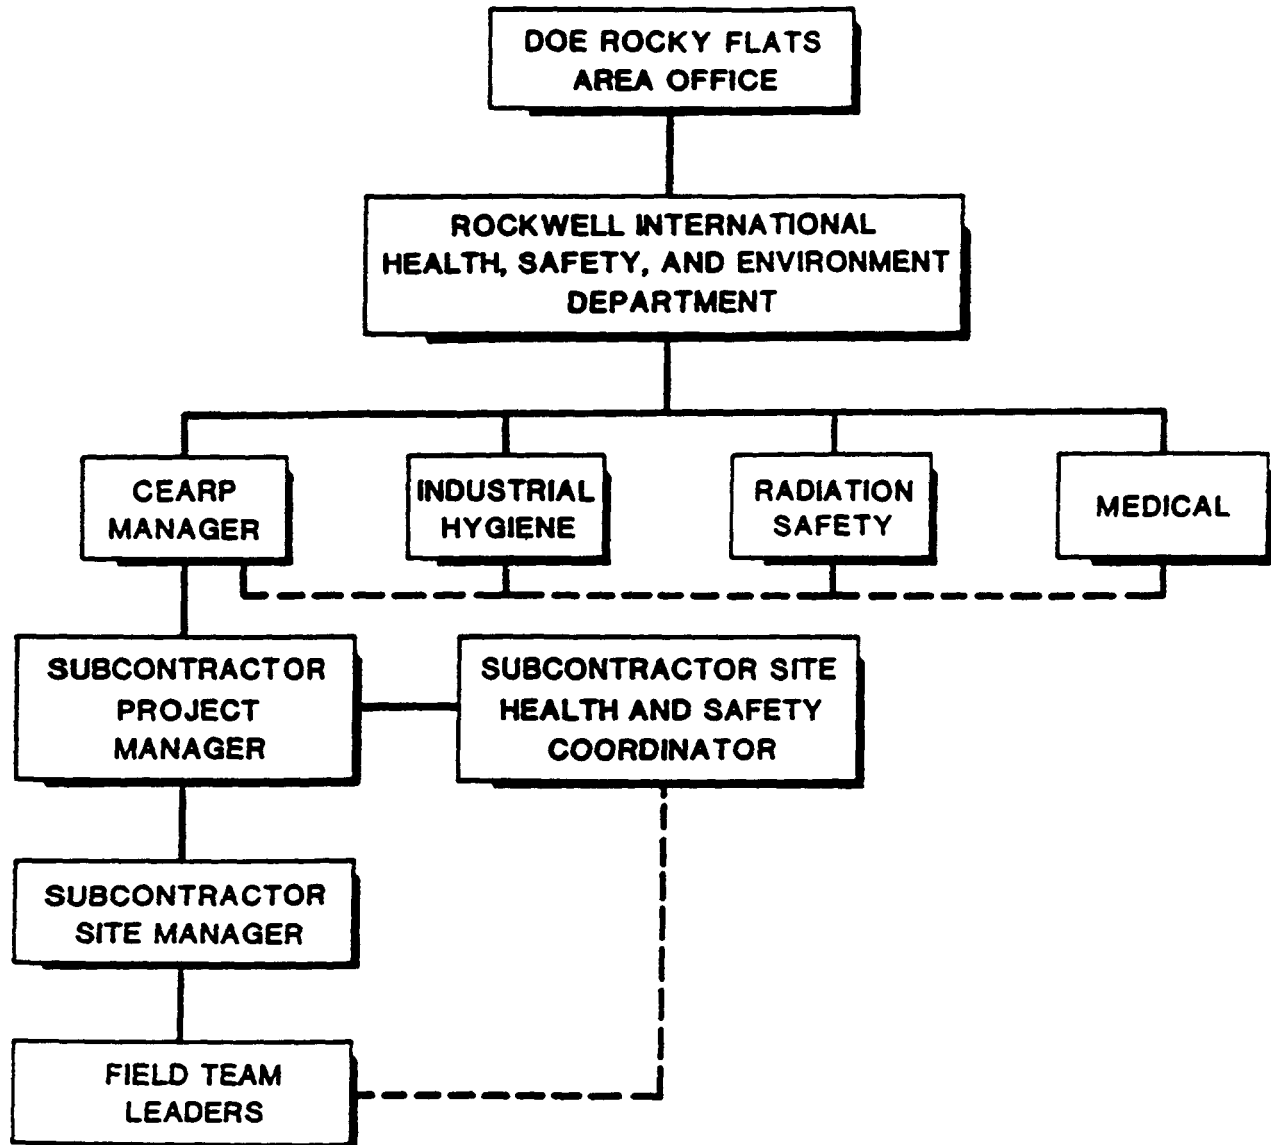 DOE ROCKY FLATS
AREA OFFICE
ROCKWELL INTERNATIONAL
HEALTH, SAFETY, AND ENVIRONMENT
DEPARTMENT
CEARP
MANAGER
INDUSTRIAL
HYGIENE
RADIATION
SAFETY
MEDICAL
SUBCONTRACTOR
PROJECT
MANAGER
SUBCONTRACTOR SITE
HEALTH AND SAFETY
COORDINATOR
SUBCONTRACTOR
SITE MANAGER
FIELD TEAM
LEADERS